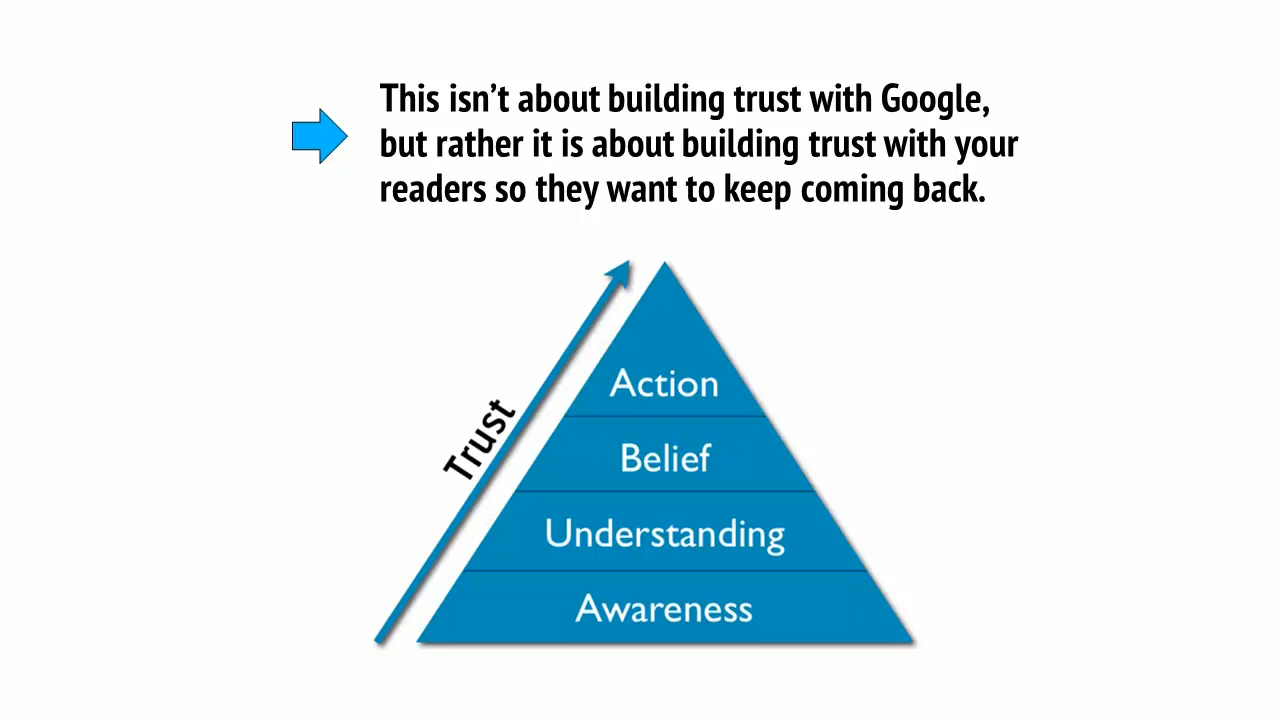 This isn’t about building trust with Google,
but rather it is about building trust with your
readers so they want to keep coming back.
Trust
Action
Belief
Understanding
Awareness